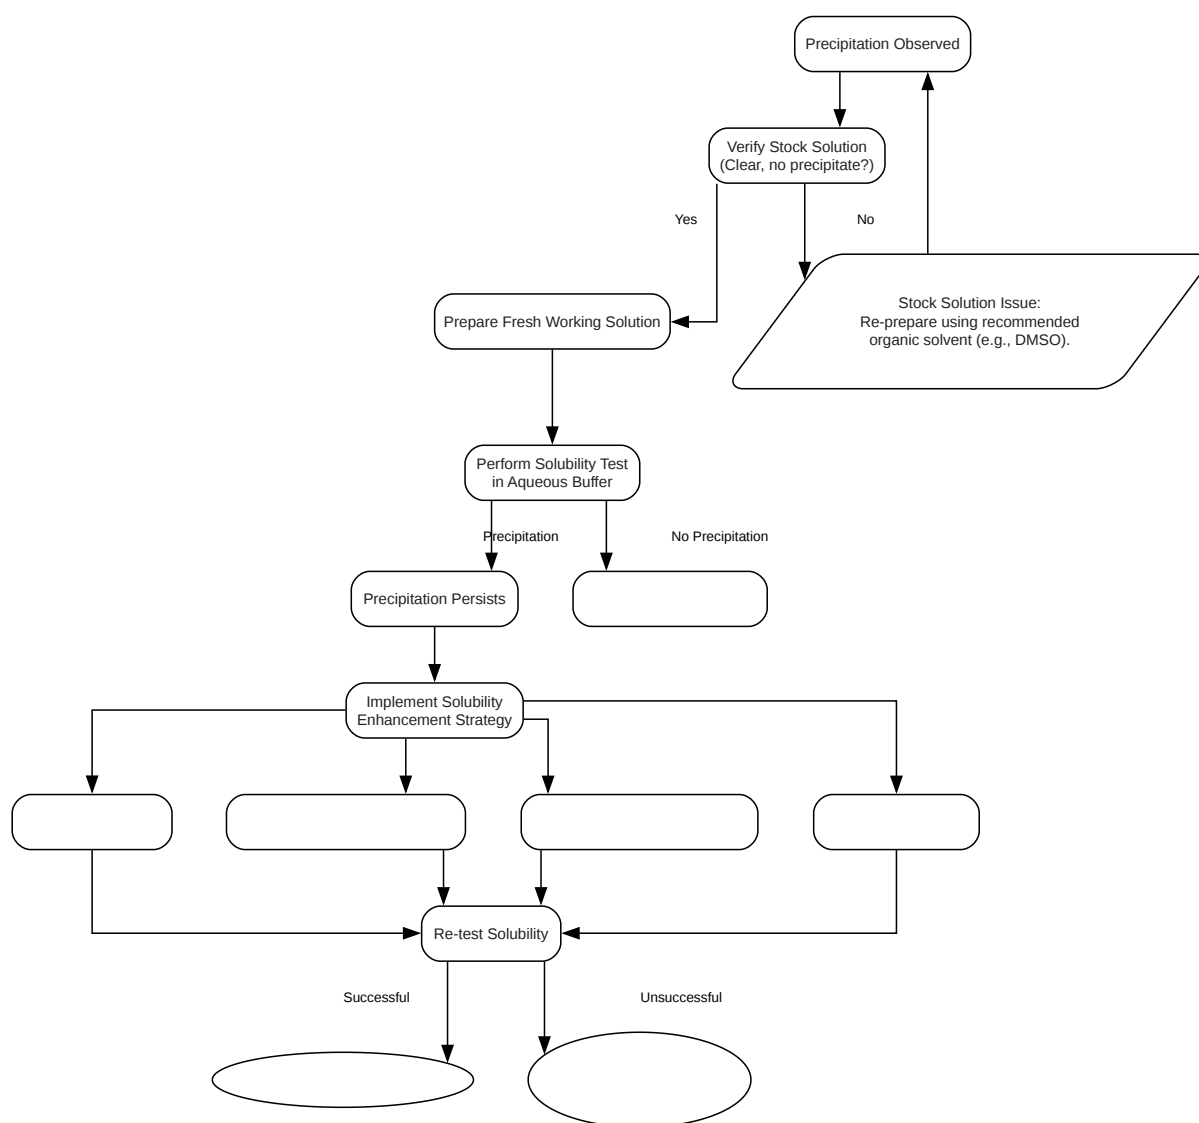 Precipitation Observed
Verify Stock Solution
(Clear, no precipitate?)
Yes
No
Stock Solution Issue:
Re-prepare using recommended
organic solvent (e.g., DMSO).
Prepare Fresh Working Solution
Perform Solubility Test
in Aqueous Buffer
Precipitation
No Precipitation
Precipitation Persists
Implement Solubility
Enhancement Strategy
Re-test Solubility
Successful
Unsuccessful